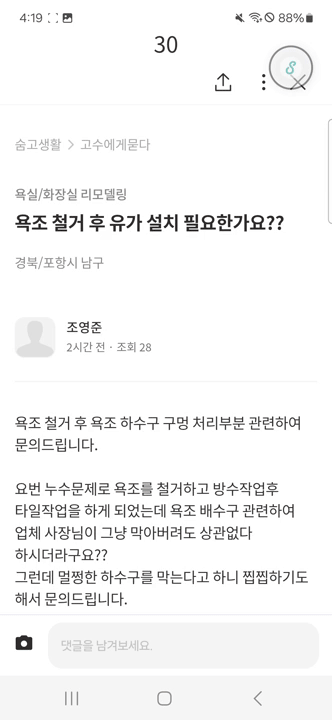 4:19
88%
30
숨고생활 > 고수에게묻다
욕실/화장실 리모델링
욕조 철거 후 유가 설치 필요한가요??
경북/포항시 남구
조영준
2시간 전 · 조회 28
욕조 철거 후 욕조 하수구 구멍 처리부분 관련하여
문의드립니다.
요번 누수문제로 욕조를 철거하고 방수작업후
타일작업을 하게 되었는데 욕조 배수구 관련하여
업체 사장님이 그냥 막아버려도 상관없다
하시더라구요??
그런데 멀쩡한 하수구를 막는다고 하니 찝찝하기도
해서 문의드립니다.
댓글을 남겨보세요.